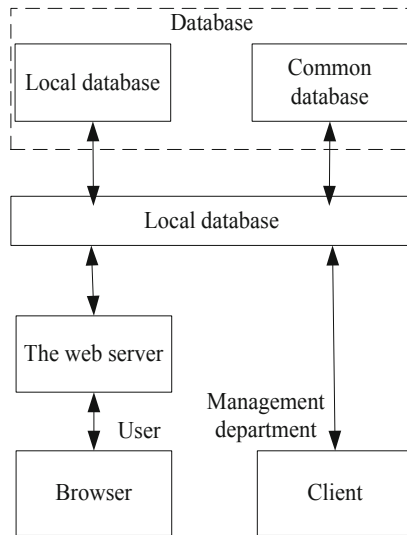 Database
Local database
Common
database
Local database
The web server
User
Management
department
Browser
Client